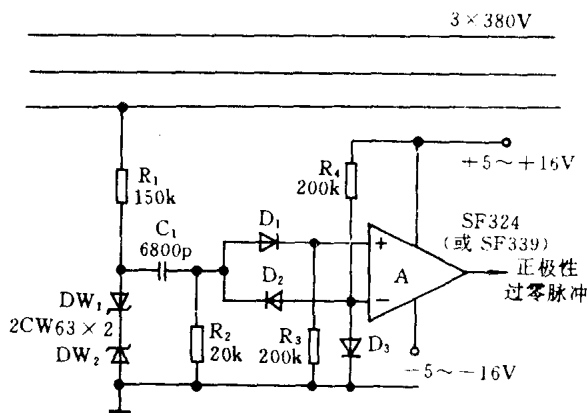 3×380V
+5~+16V
R₁
150k
C₁
6800p
R₄
200k
D₁
D₂
SF324
(或 SF339)
+
A
−
正极性
过零脉冲
DW₁
2CW63×2
DW₂
R₂
20k
R₃
200k
D₃
−5~−16V